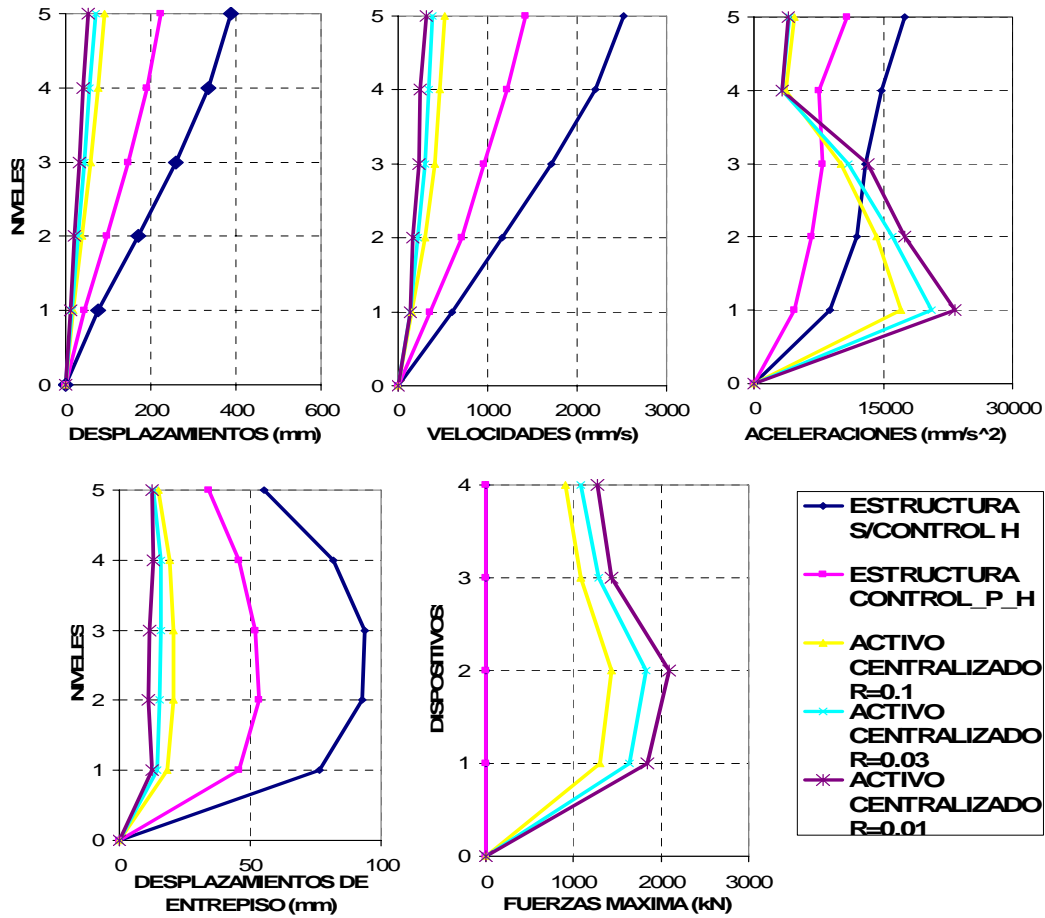 NIVELES
5
4
3
2
1
0
0 200 400 600
DESPLAZAMIENTOS (mm)
5
4
3
2
1
0
0 1000 2000 3000
VELOCIDADES (mm/s)
5
4
3
2
1
0
0 15000 30000
ACELERACIONES (mm/s^2)
NIVELES
5
4
3
2
1
0
0 50 100
DESPLAZAMIENTOS DE
ENTREPISO (mm)
DISPOSITIVOS
4
3
2
1
0
0 1000 2000 3000
FUERZAS MAXIMA (kN)
ESTRUCTURA
S/CONTROL H
ESTRUCTURA
CONTROL_P_H
ACTIVO
CENTRALIZADO
R=0.1
ACTIVO
CENTRALIZADO
R=0.03
ACTIVO
CENTRALIZADO
R=0.01